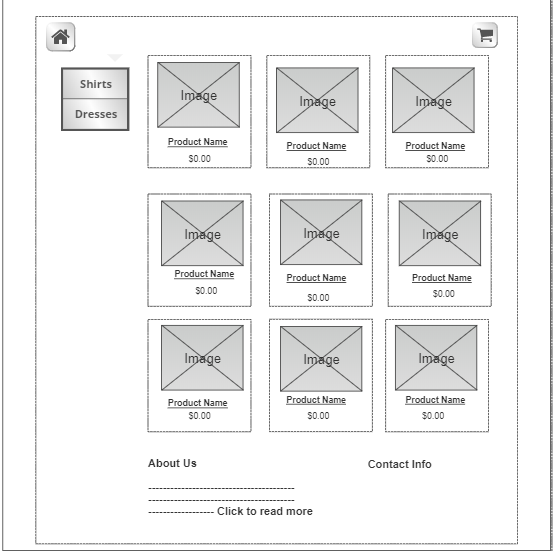 Shirts
Dresses
Image
Image
Image
Product Name
Product Name
Product Name
$0.00
$0.00
$0.00
Image
Image
Image
Product Name
Product Name
Product Name
$0.00
$0.00
$0.00
Image
Image
Image
Product Name
Product Name
Product Name
$0.00
$0.00
$0.00
About Us
Contact Info
Click to read more